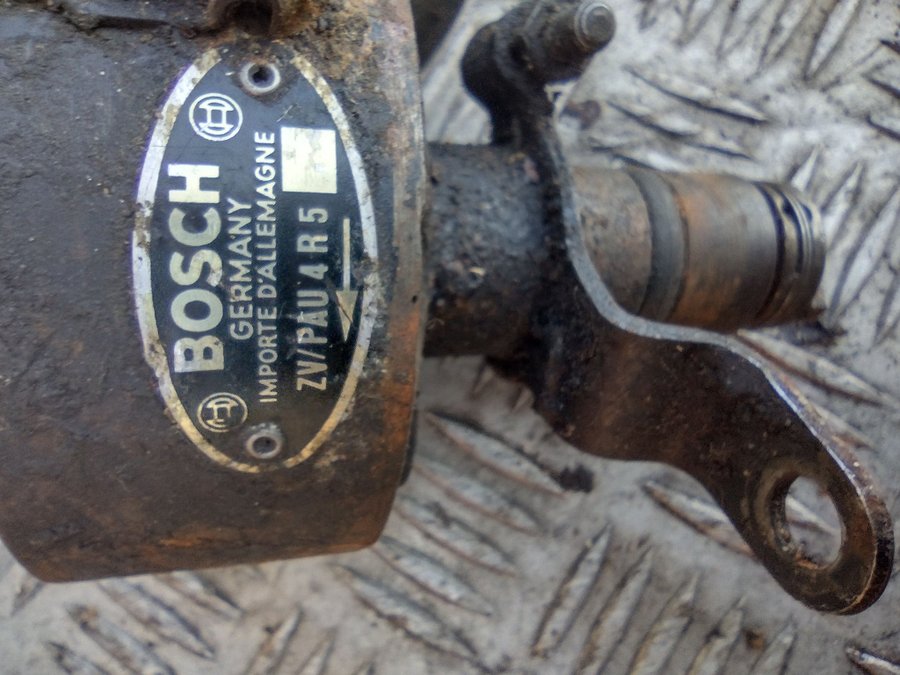 BOSCH
GERMANY
IMPORTE D'ALLEMAGNE
ZV/PAU 4 R 5